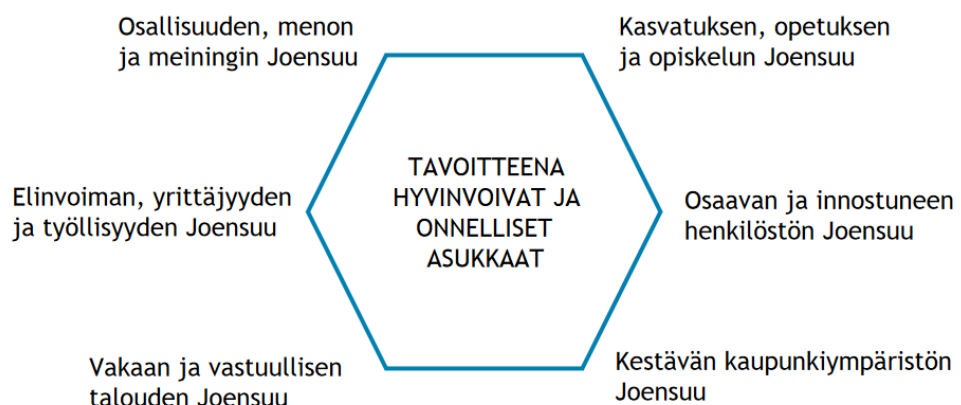 Osallisuuden, menon
ja meiningin Joensuu
Kasvatuksen, opetuksen
ja opiskelun Joensuu
TAVOITTEENA
HYVINVOIVAT JA
ONNELLISET
ASUKKAAT
Elinvoiman, yrittäjyyden
ja työllisyyden Joensuu
Osaavan ja innostuneen
henkilöstön Joensuu
Vakaan ja vastuullisen
talouden Joensuu
Kestävän kaupunkiympäristön
Joensuu